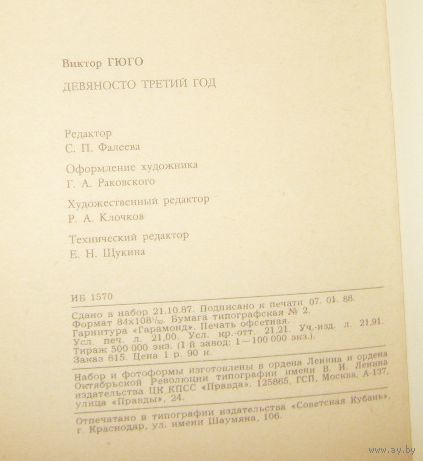 Виктор ГЮГО
ДЕВЯНОСТО ТРЕТИЙ ГОД
Редактор
С. П. Фалеева
Оформление художника
Г. А. Раковского
Художественный редактор
Р. А. Клочков
Технический редактор
Е. Н. Щукина
ИБ 1570
Сдано в набор 21.10.87. Подписано к печати 07. 01. 88.
Формат 84х108 1/32. Бумага типографская № 2.
Гарнитура «Гарамонд». Печать офсетная.
Усл. печ. л. 21,00. Усл. кр.-отт. 21,21. Уч.-изд. л. 21,91.
Тираж 500 000 экз. (1-й завод: 1—100 000 экз.).
Заказ 615. Цена 1 р. 90 к.
Набор и фотоформы изготовлены в ордена Ленина и ордена
Октябрьской Революции типографии имени В. И. Ленина
издательства ЦК КПСС «Правда». 125865, ГСП, Москва, А-137,
улица «Правды», 24.
Отпечатано в типографии издательства «Советская Кубань»,
г. Краснодар, ул. имени Шаумяна, 106.
www.ay.by